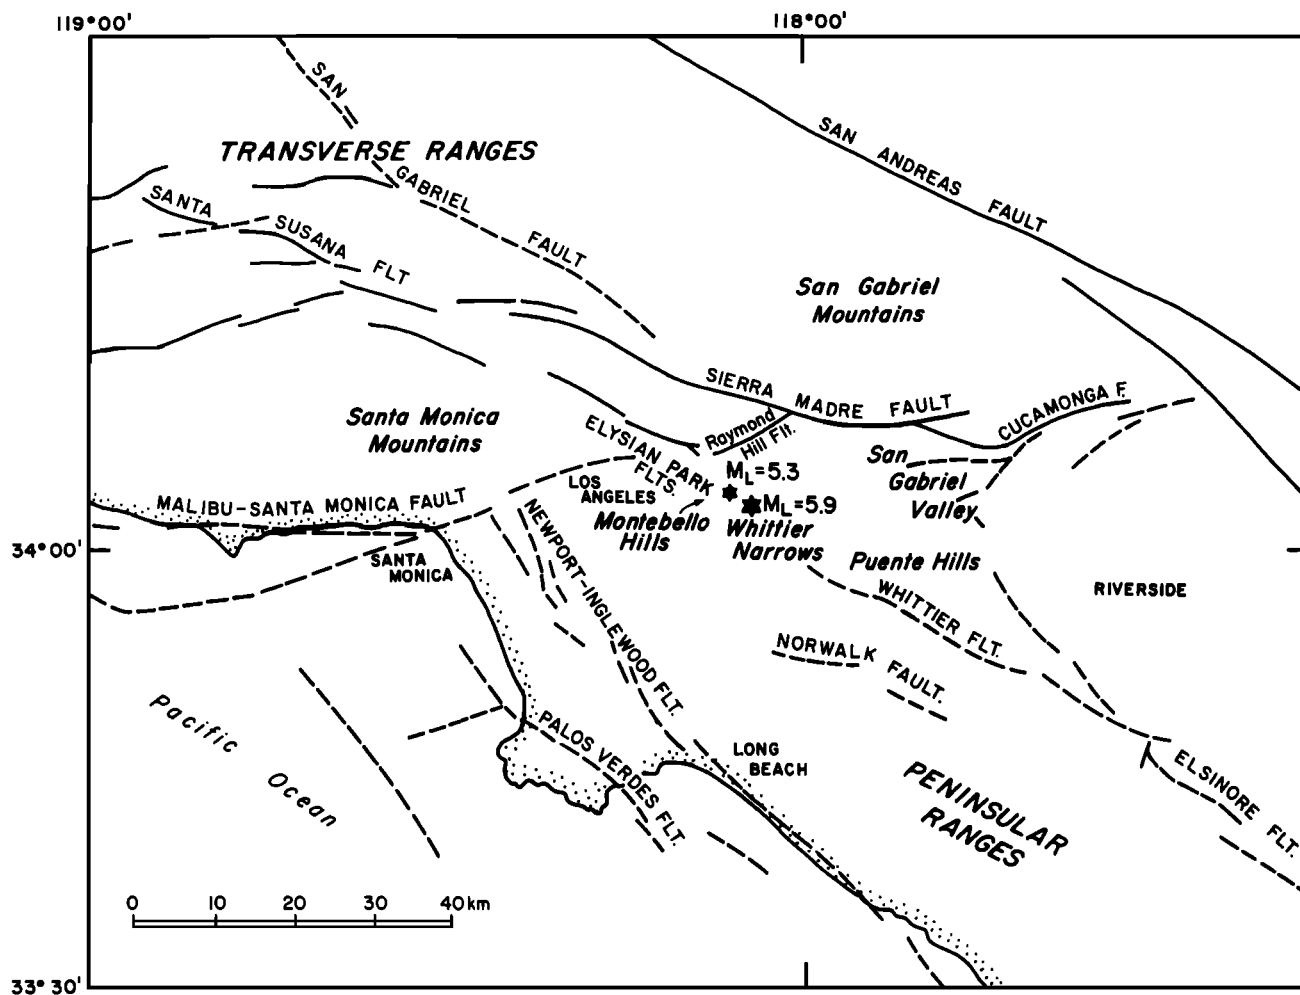 119°00'
118°00'
SAN
GABRIEL
FAULT
SAN ANDREAS FAULT
TRANSVERSE RANGES
SANTA
SUSANA
FLT
San Gabriel
Mountains
SIERRA
MADRE FAULT
CUCAMONGA F.
Raymond
Hill Flt.
Santa Monica
Mountains
ELYSIAN PARK
FLTS.
San
Gabriel
Valley
ML=5.3
ML=5.9
LOS
ANGELES
Montebello
Hills
Whittier
Narrows
MALIBU-SANTA MONICA FAULT
34°00'
SANTA
MONICA
NEWPORT-INGLEWOOD FLT.
Puente Hills
RIVERSIDE
WHITTIER FLT.
NORWALK FAULT.
Pacific
Ocean
PALOS VERDES FLT.
LONG
BEACH
PENINSULAR
RANGES
ELSINORE FLT.
0 10 20 30 40 km
33°30'